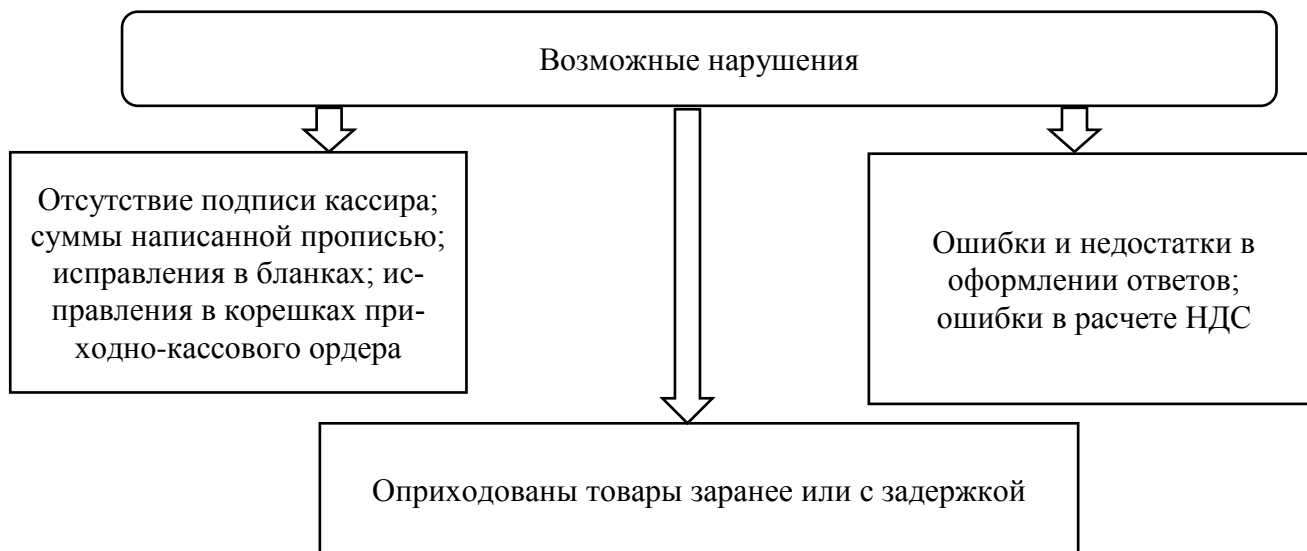 Возможные нарушения
Отсутствие подписи кассира;
суммы написанной прописью;
исправления в бланках; ис-
правления в корешках при-
ходно-кассового ордера
Ошибки и недостатки в
оформлении ответов;
ошибки в расчете НДС
Оприходованы товары заранее или с задержкой